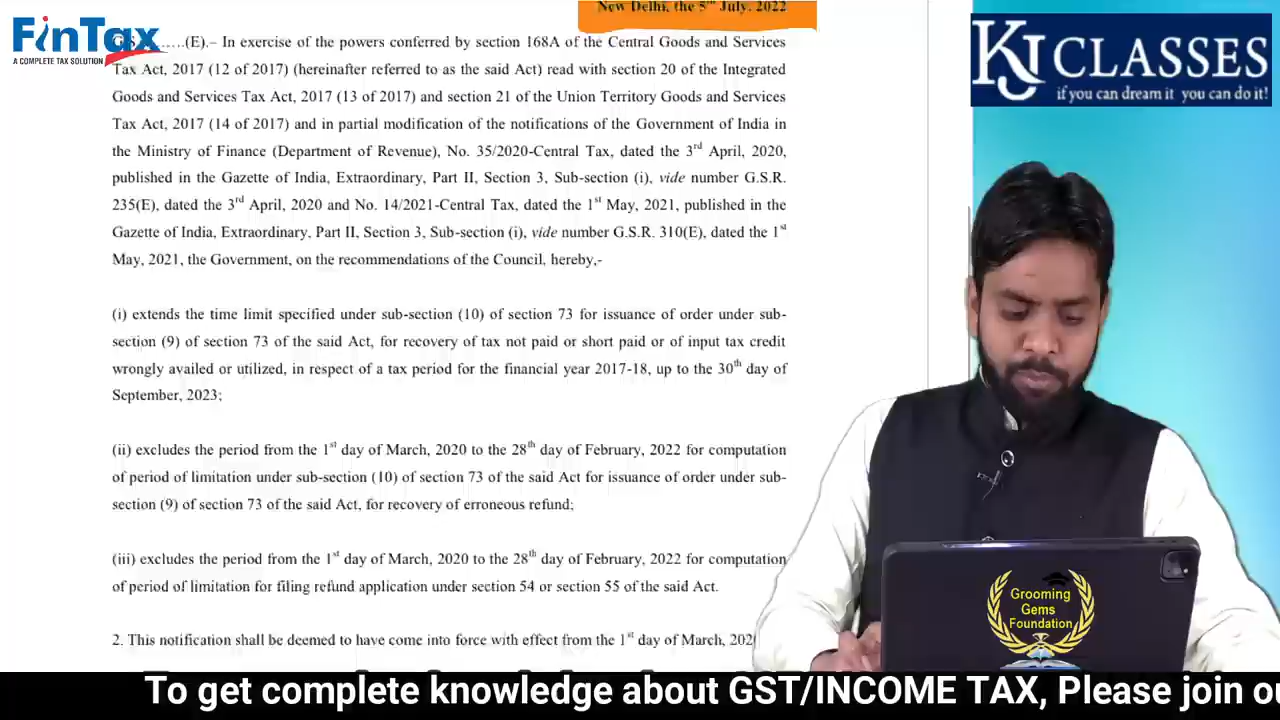 New Delhi, the 5th July, 2022
FinTax
A COMPLETE TAX SOLUTION
G.S. ......(E).– In exercise of the powers conferred by section 168A of the Central Goods and Services
Tax Act, 2017 (12 of 2017) (hereinafter referred to as the said Act) read with section 20 of the Integrated
Goods and Services Tax Act, 2017 (13 of 2017) and section 21 of the Union Territory Goods and Services
Tax Act, 2017 (14 of 2017) and in partial modification of the notifications of the Government of India in
the Ministry of Finance (Department of Revenue), No. 35/2020-Central Tax, dated the 3rd April, 2020,
published in the Gazette of India, Extraordinary, Part II, Section 3, Sub-section (i), vide number G.S.R.
235(E), dated the 3rd April, 2020 and No. 14/2021-Central Tax, dated the 1st May, 2021, published in the
Gazette of India, Extraordinary, Part II, Section 3, Sub-section (i), vide number G.S.R. 310(E), dated the 1st
May, 2021, the Government, on the recommendations of the Council, hereby,-
(i) extends the time limit specified under sub-section (10) of section 73 for issuance of order under sub-
section (9) of section 73 of the said Act, for recovery of tax not paid or short paid or of input tax credit
wrongly availed or utilized, in respect of a tax period for the financial year 2017-18, up to the 30th day of
September, 2023;
(ii) excludes the period from the 1st day of March, 2020 to the 28th day of February, 2022 for computation
of period of limitation under sub-section (10) of section 73 of the said Act for issuance of order under sub-
section (9) of section 73 of the said Act, for recovery of erroneous refund;
(iii) excludes the period from the 1st day of March, 2020 to the 28th day of February, 2022 for computation
of period of limitation for filing refund application under section 54 or section 55 of the said Act.
2. This notification shall be deemed to have come into force with effect from the 1st day of March, 202
KJ CLASSES
if you can dream it you can do it!
Grooming
Gems
Foundation
To get complete knowledge about GST/INCOME TAX, Please join o